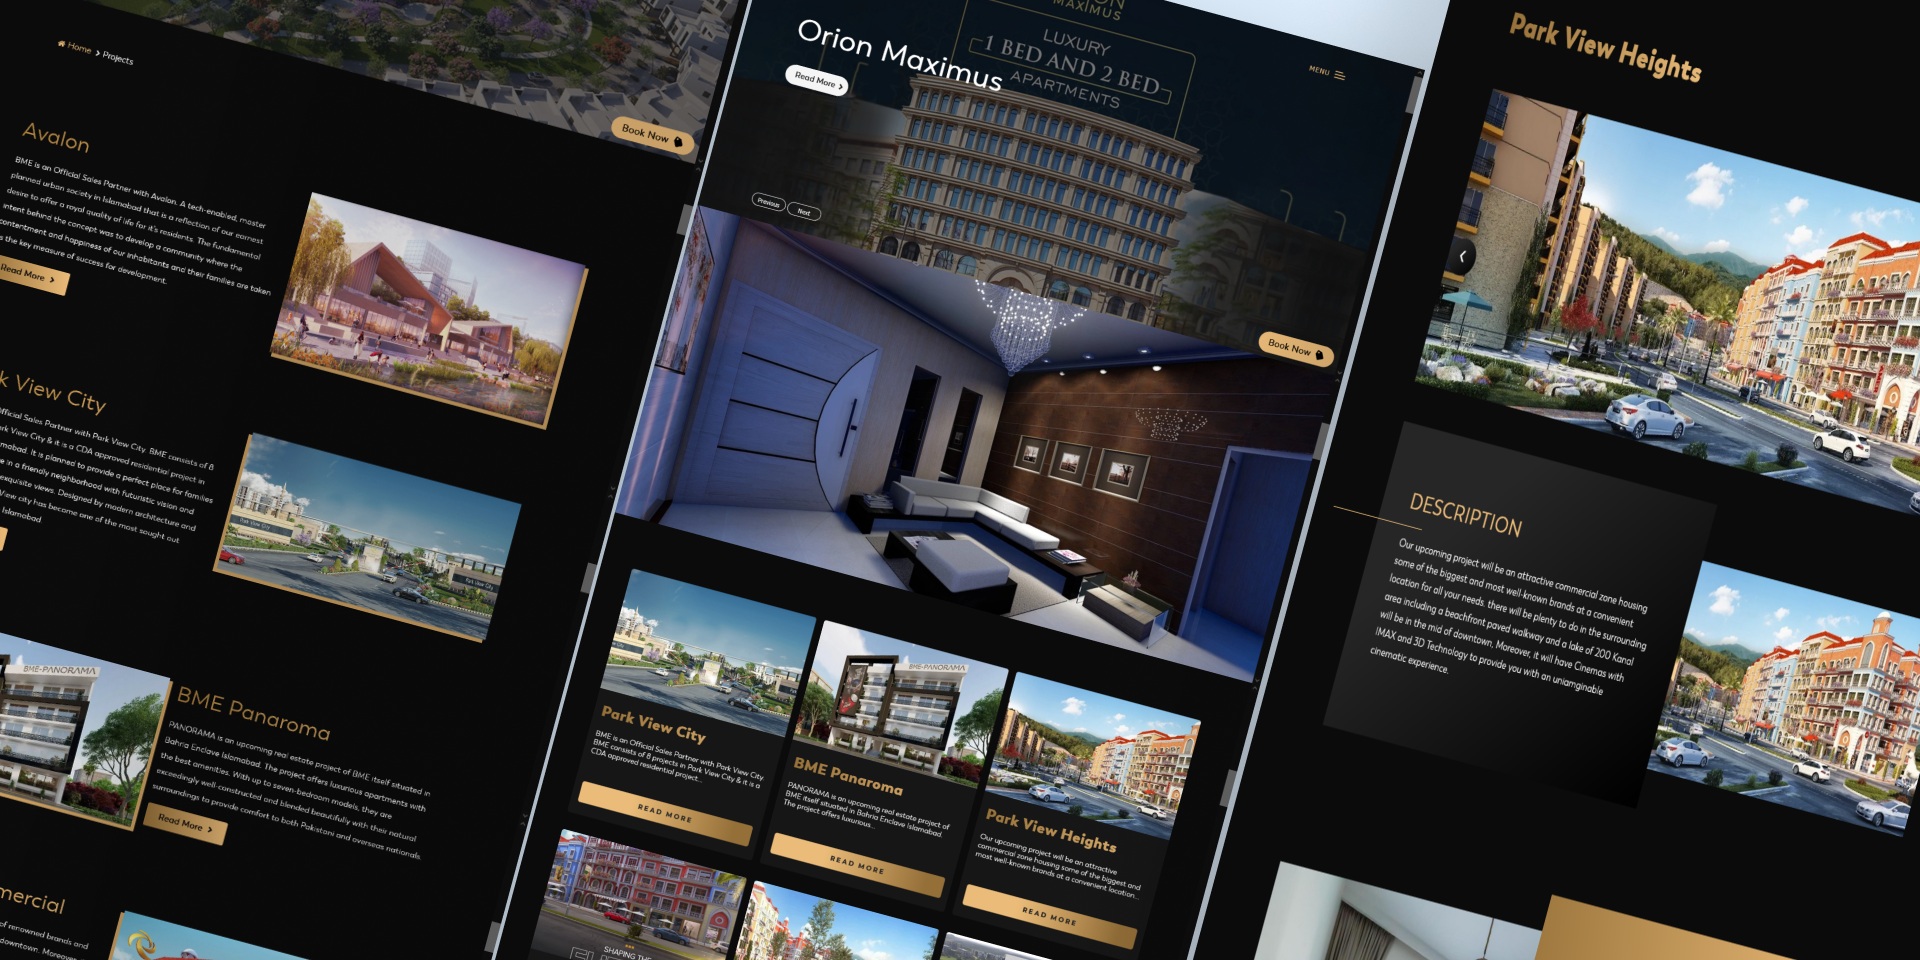 Home > Projects
Book Now
Avalon
BME is an Official Sales Partner with Avalon. A tech-enabled, master
planned urban society in Islamabad that is a reflection of our earnest
desire to offer a royal quality of life for it's residents. The fundamental
intent behind the concept was to develop a community where the
contentment and happiness of our inhabitants and their families are taken
s the key measure of success for development.
Read More >
k View City
Official Sales Partner with Park View City. BME consists of 8
rk View City & it is a CDA approved residential project in
mabad. It is planned to provide a perfect place for families
e in a friendly neighborhood with futuristic vision and
exquisite views. Designed by modern architecture and
View city has become one of the most sought out
Islamabad
Park View City
Park View City
BME-PANORAMA
BME Panaroma
PANORAMA is an upcoming real estate project of BME itself situated in
Bahria Enclave Islamabad. The project offers luxurious apartments with
the best amenities. With up to seven-bedroom models, they are
exceedingly well-constructed and blended beautifully with their natural
surroundings to provide comfort to both Pakistani and overseas nationals.
Read More >
mercial
of renowned brands and
downtown. Moreover
MAXIMUS
LUXURY
1 BED AND 2 BED
APARTMENTS
Orion Maximus
Read More >
MENU
Previous
Next
Book Now
Park View City
BME is an Official Sales Partner with Park View City.
BME consists of 8 projects in Park View City & it is a
CDA approved residential project...
READ MORE
BME-PANORAMA
BME Panaroma
PANORAMA is an upcoming real estate project of
BME itself situated in Bahria Enclave Islamabad.
The project offers luxurious...
READ MORE
Park View Heights
Our upcoming project will be an attractive
commercial zone housing some of the biggest and
most well-known brands at a convenient location...
READ MORE
SHAPING THE
Park View Heights
DESCRIPTION
Our upcoming project will be an attractive commercial zone housing
some of the biggest and most well-known brands at a convenient
location for all your needs. there will be plenty to do in the surrounding
area including a beachfront paved walkway and a lake of 200 Kanal
will be in the mid of downtown. Moreover, it will have Cinemas with
IMAX and 3D Technology to provide you with an uniamginable
cinematic experience.